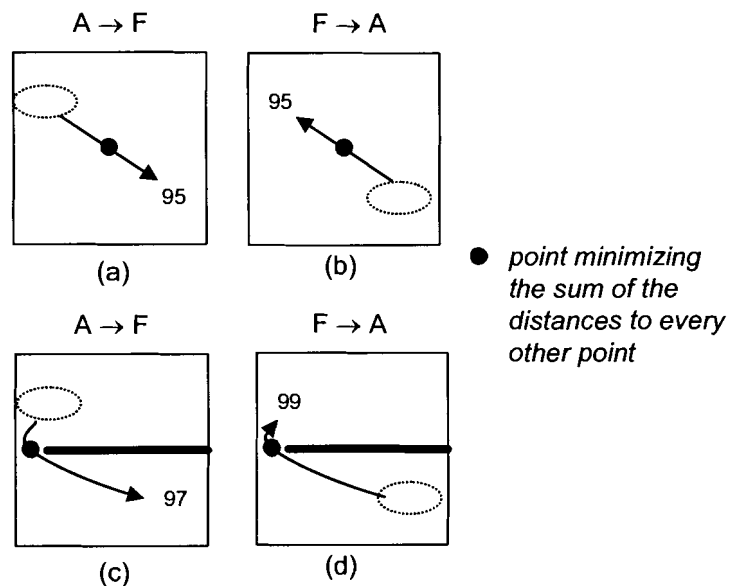 A → F
F → A
95
95
(a)
(b)
point minimizing
the sum of the
distances to every
other point
A → F
F → A
97
99
(c)
(d)